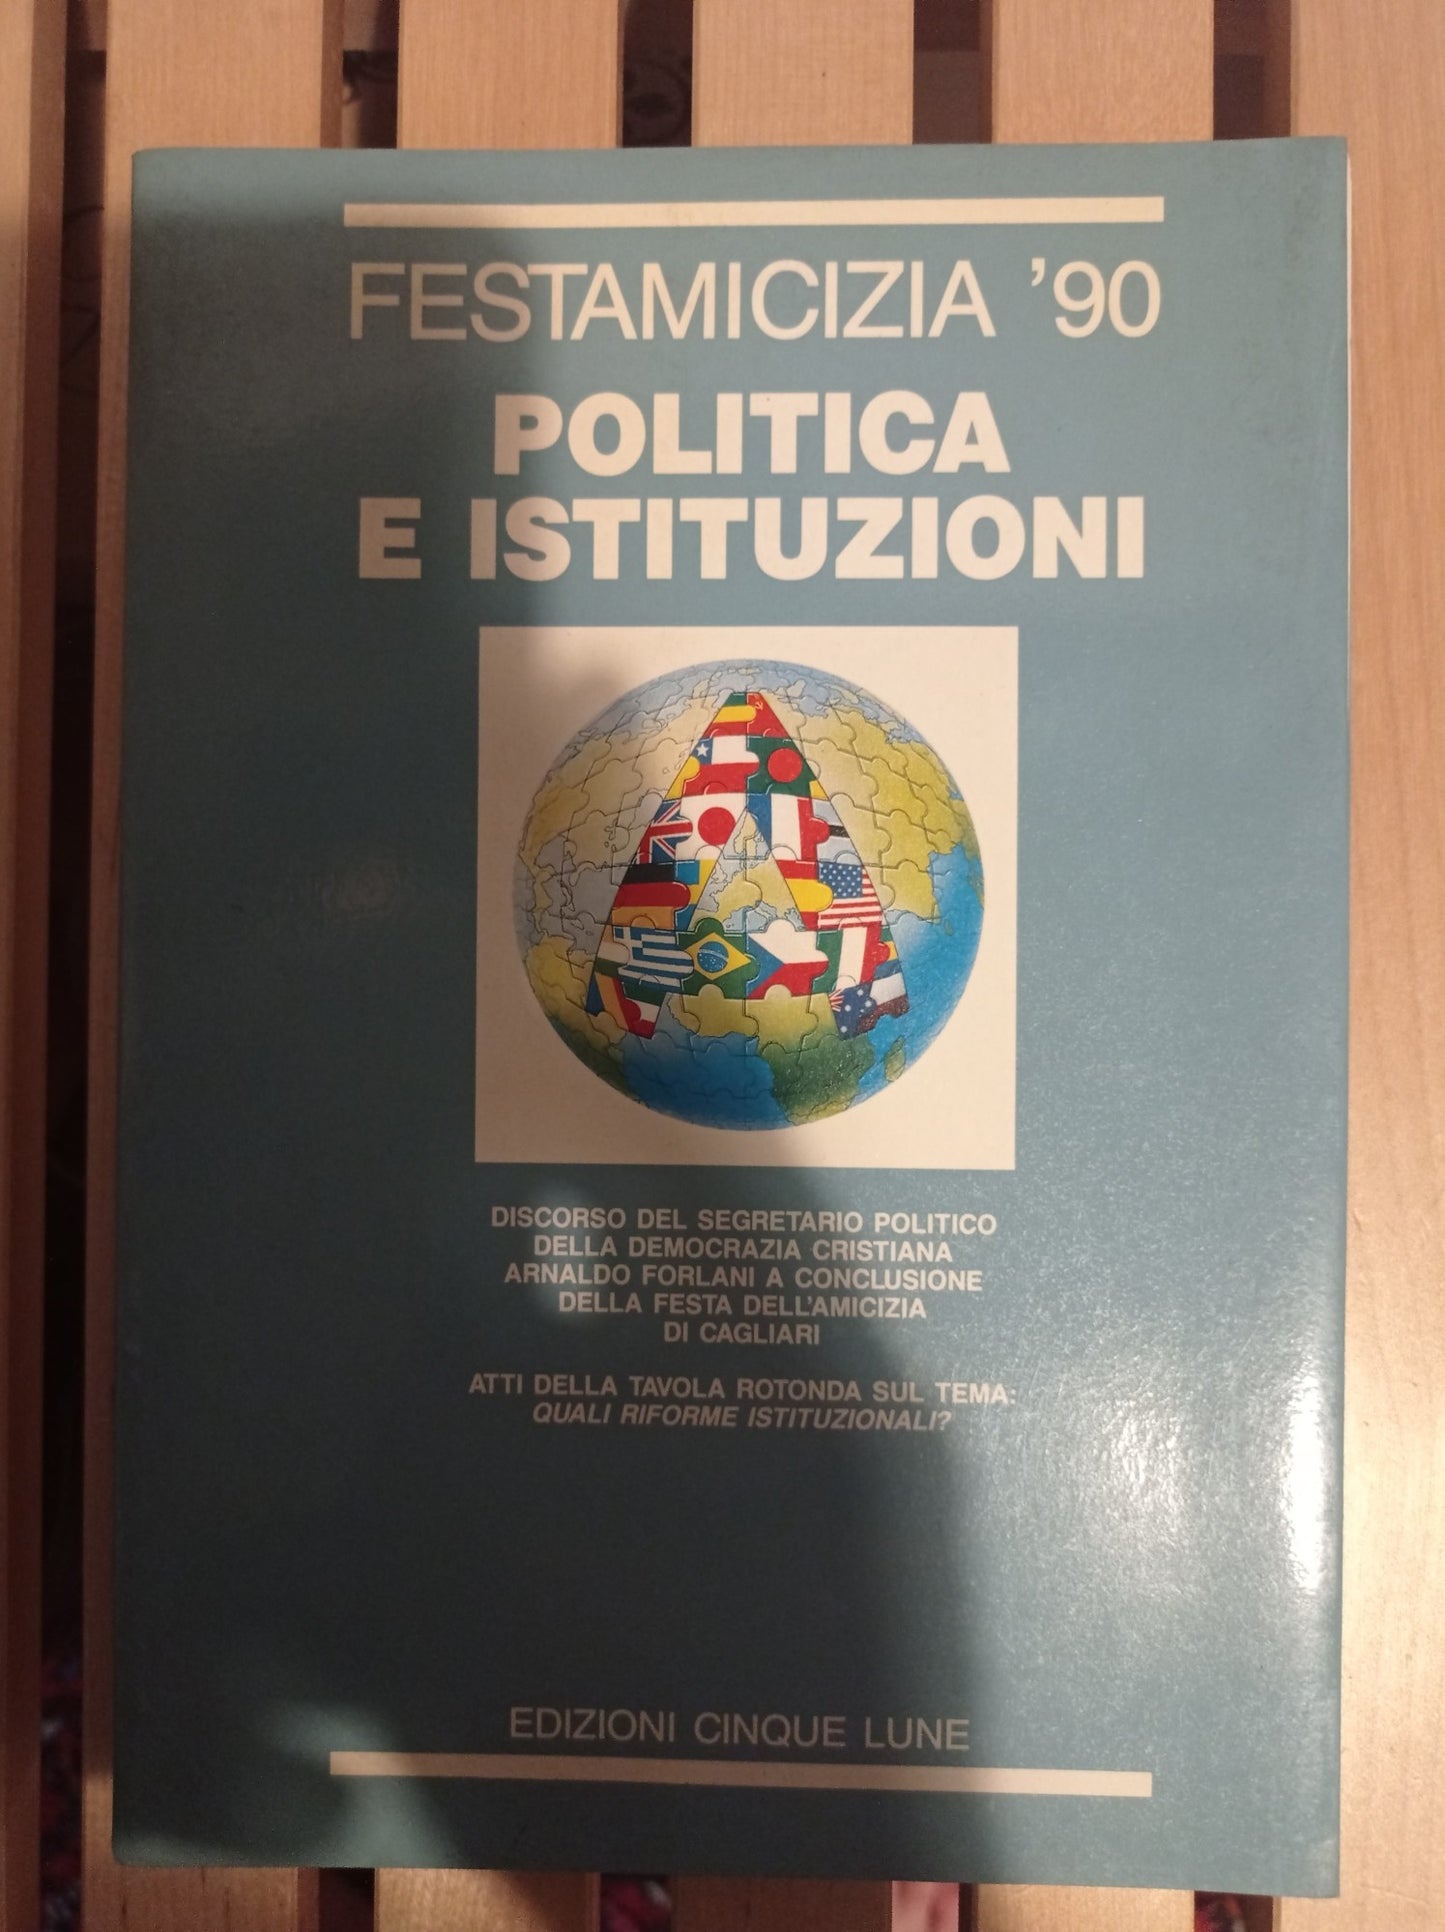 FESTAMICIZIA '90
POLITICA
E ISTITUZIONI
DISCORSO DEL SEGRETARIO POLITICO
DELLA DEMOCRAZIA CRISTIANA
ARNALDO FORLANI A CONCLUSIONE
DELLA FESTA DELL'AMICIZIA
DI CAGLIARI
ATTI DELLA TAVOLA ROTONDA SUL TEMA:
QUALI RIFORME ISTITUZIONALI?
EDIZIONI CINQUE LUNE